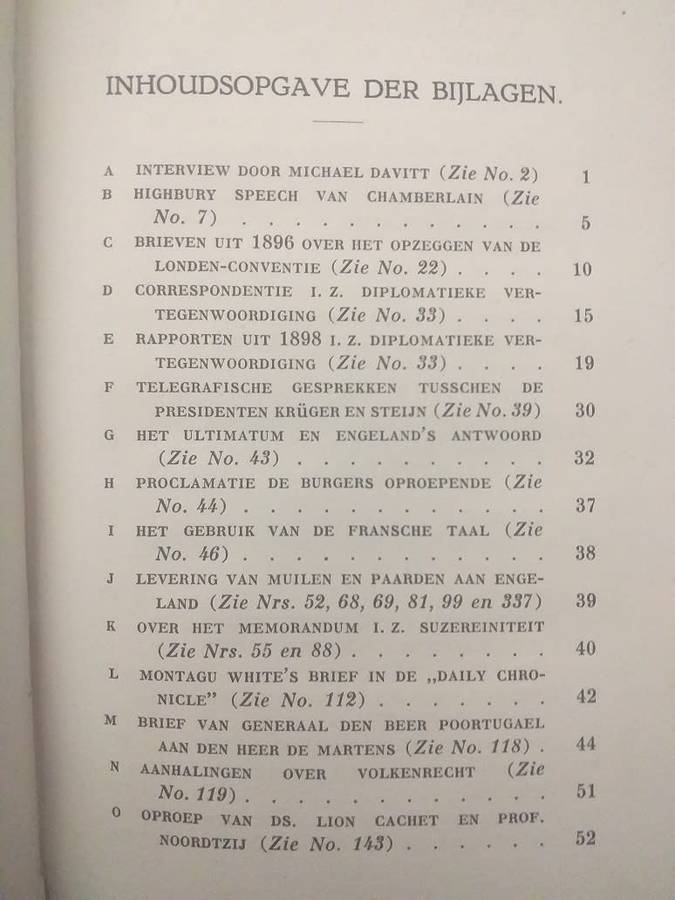 INHOUDSOPGAVE DER BIJLAGEN.
A INTERVIEW DOOR MICHAEL DAVITT (Zie No. 2) 1
B HIGHBURY SPEECH VAN CHAMBERLAIN (Zie
No. 7) . . . . . . . . . . . . 5
C BRIEVEN UIT 1896 OVER HET OPZEGGEN VAN DE
LONDEN-CONVENTIE (Zie No. 22) . . . . 10
D CORRESPONDENTIE I. Z. DIPLOMATIEKE VER-
TEGENWOORDIGING (Zie No. 33) . . . . 15
E RAPPORTEN UIT 1898 I. Z. DIPLOMATIEKE VER-
TEGENWOORDIGING (Zie No. 33) . . . . 19
F TELEGRAFISCHE GESPREKKEN TUSSCHEN DE
PRESIDENTEN KRÜGER EN STEIJN (Zie No. 39) 30
G HET ULTIMATUM EN ENGELAND'S ANTWOORD
(Zie No. 43) . . . . . . . . . . 32
H PROCLAMATIE DE BURGERS OPROEPENDE (Zie
No. 44) . . . . . . . . . . . . 37
I HET GEBRUIK VAN DE FRANSCHE TAAL (Zie
No. 46) . . . . . . . . . . . . 38
J LEVERING VAN MUILEN EN PAARDEN AAN ENGE-
LAND (Zie Nrs. 52, 68, 69, 81, 99 en 337) 39
K OVER HET MEMORANDUM I. Z. SUZEREINITEIT
(Zie Nrs. 55 en 88) . . . . . . . . 40
L MONTAGU WHITE'S BRIEF IN DE „DAILY CHRO-
NICLE” (Zie No. 112) . . . . . . . 42
M BRIEF VAN GENERAAL DEN BEER POORTUGAEL
AAN DEN HEER DE MARTENS (Zie No. 118) . 44
N AANHALINGEN OVER VOLKENRECHT (Zie
No. 119) . . . . . . . . . . . . 51
O OPROEP VAN DS. LION CACHET EN PROF.
NOORDTZIJ (Zie No. 143) . . . . . . 52